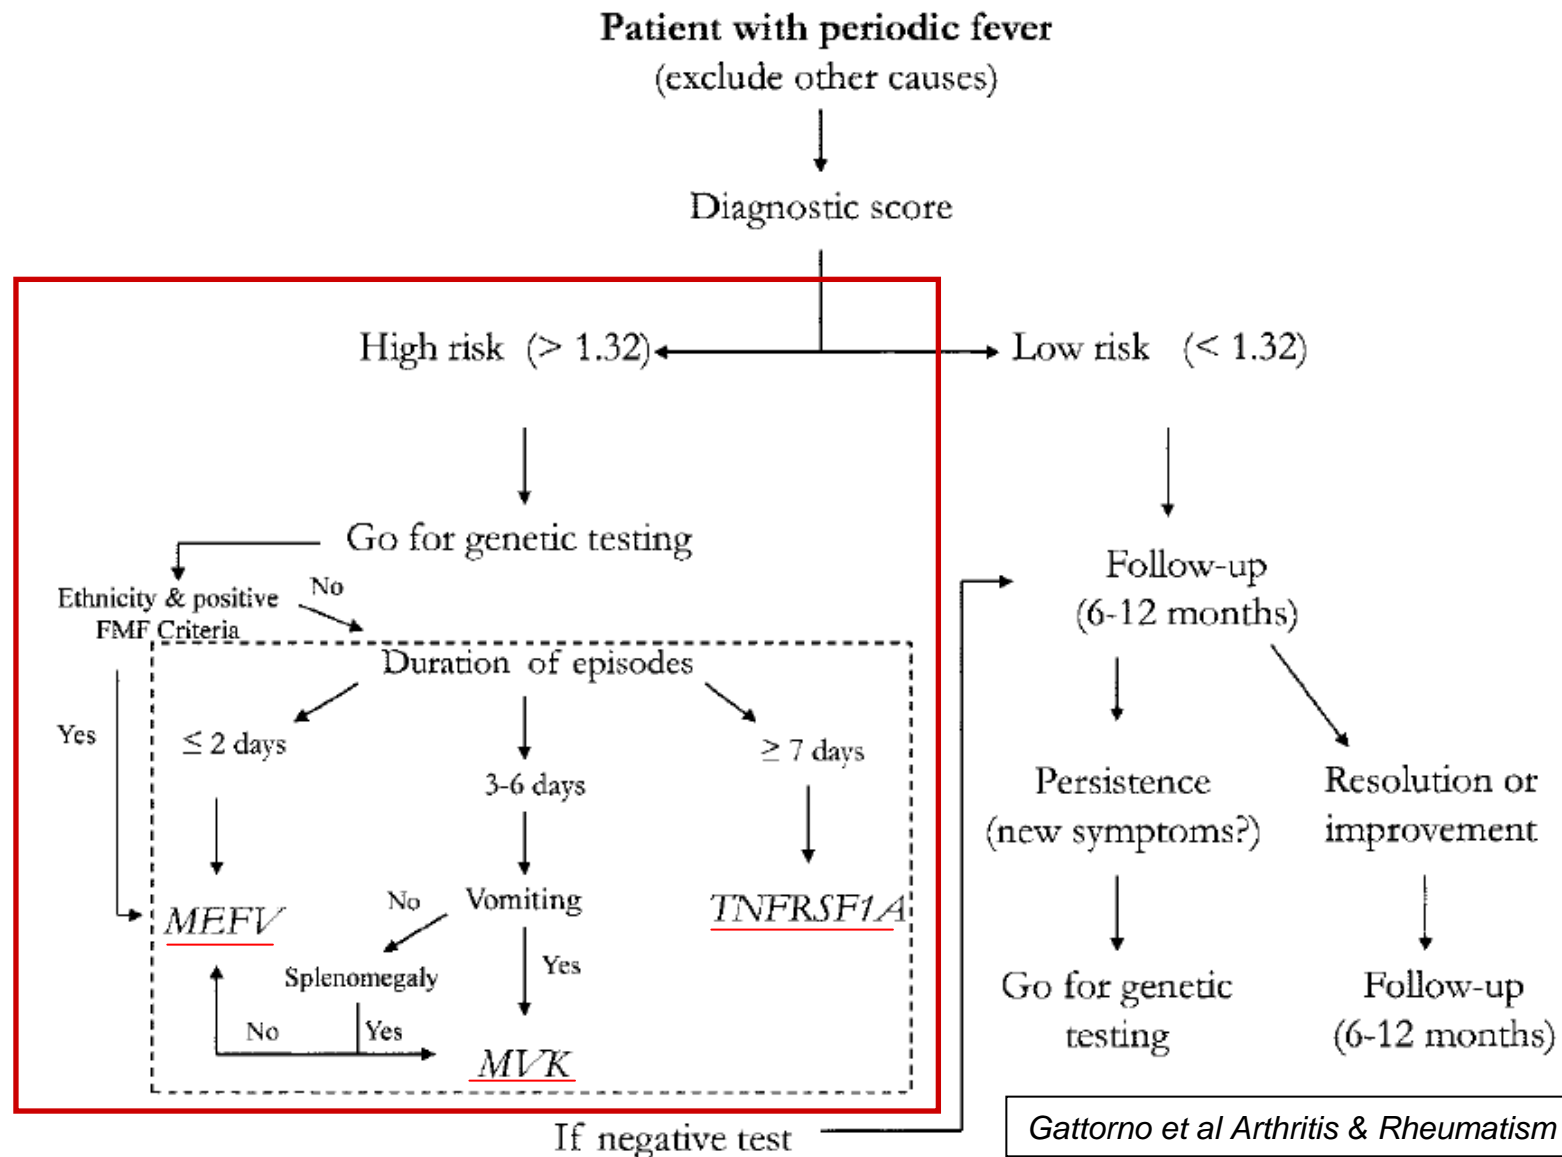 Patient with periodic fever
(exclude other causes)
Diagnostic score
High risk (> 1.32)
Low risk (< 1.32)
Go for genetic testing
Ethnicity & positive
FMF Criteria
No
Yes
Duration of episodes
≤ 2 days
3-6 days
≥ 7 days
Vomiting
No
Yes
Splenomegaly
No
Yes
MEFV
MVK
TNFRSF1A
Follow-up
(6-12 months)
Persistence
(new symptoms?)
Resolution or
improvement
Go for genetic
testing
Follow-up
(6-12 months)
If negative test
Gattorno et al Arthritis & Rheumatism